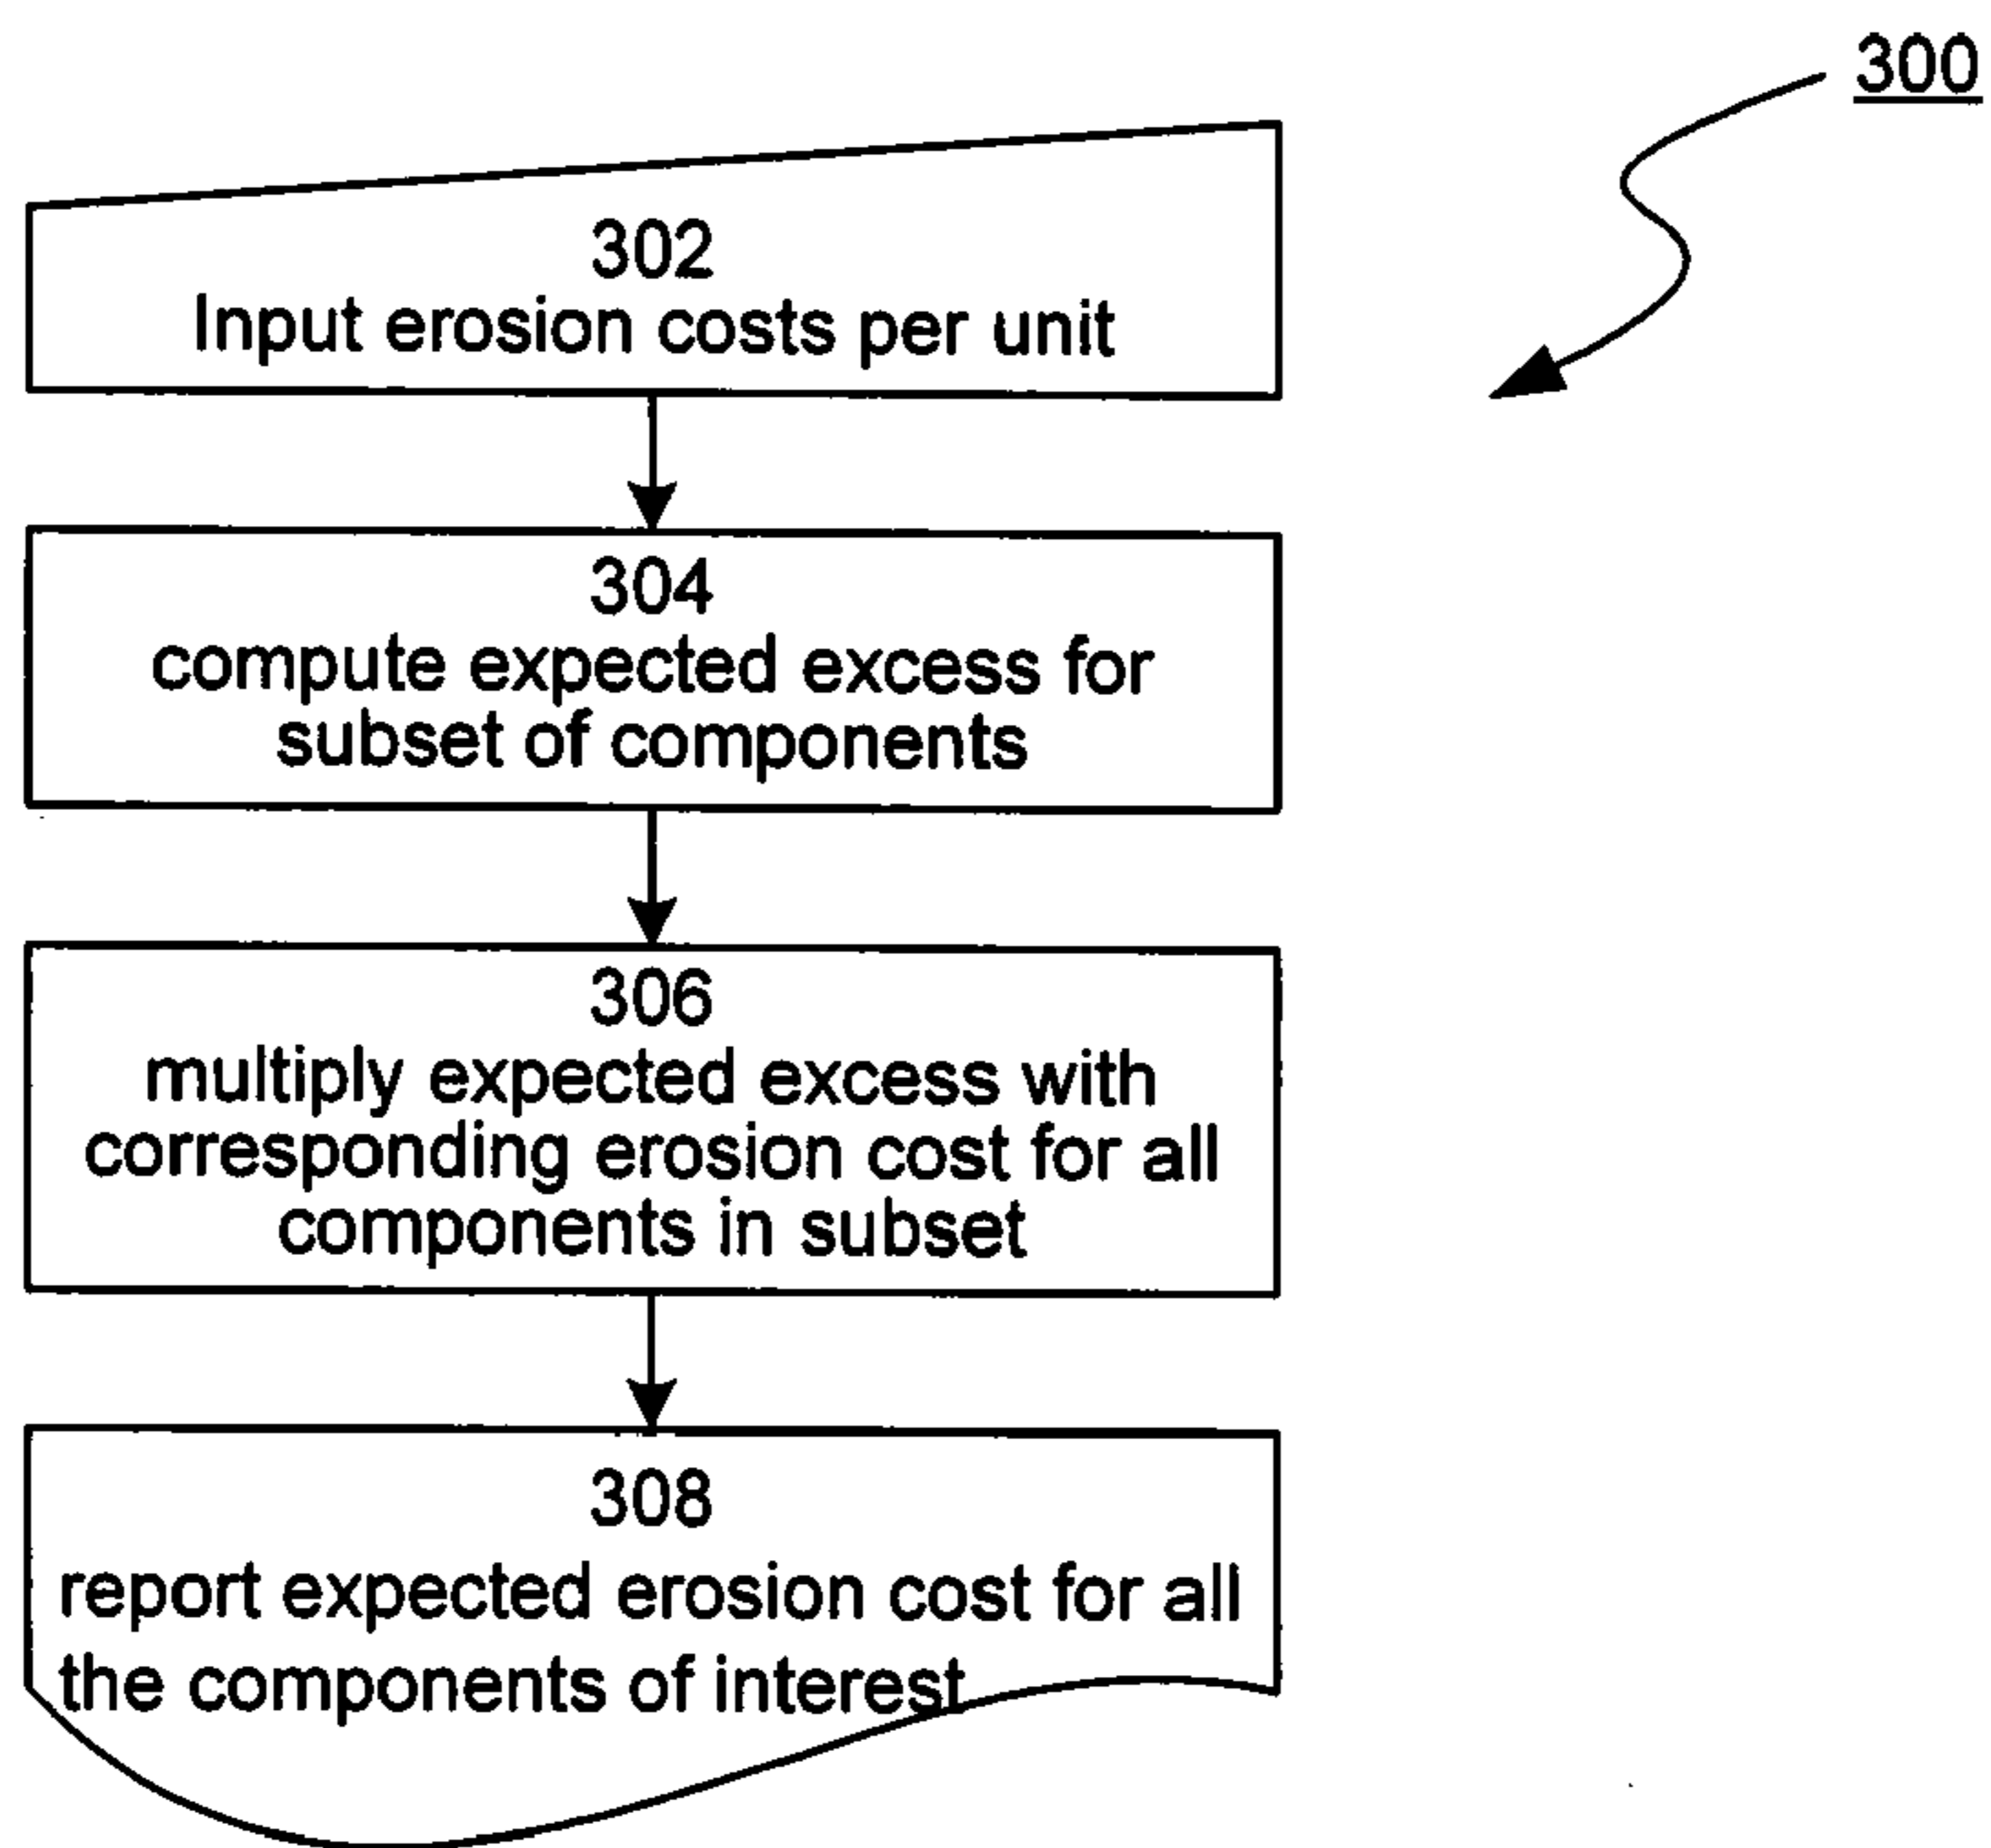 300
302
Input erosion costs per unit
304
compute expected excess for
subset of components
306
multiply expected excess with
corresponding erosion cost for all
components in subset
308
report expected erosion cost for all
the components of interest